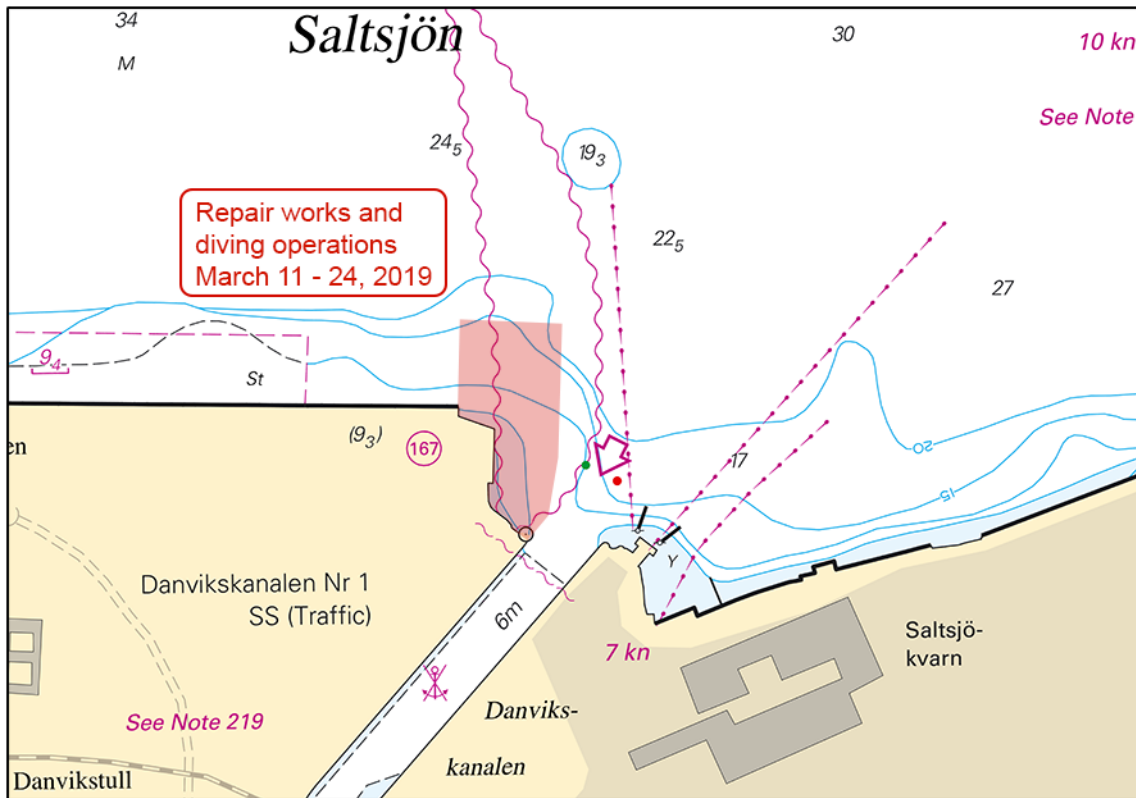 34
Saltsjön
30
10 kn
M
See Note
24₅
19₃
Repair works and
diving operations
March 11 - 24, 2019
22₅
27
9₄
St
(9₃)
en
167
17
20
15
Y
Danvikskanalen Nr 1
SS (Traffic)
6m
7 kn
Saltsjö-
kvarn
See Note 219
Danviks-
kanalen
Danvikstull